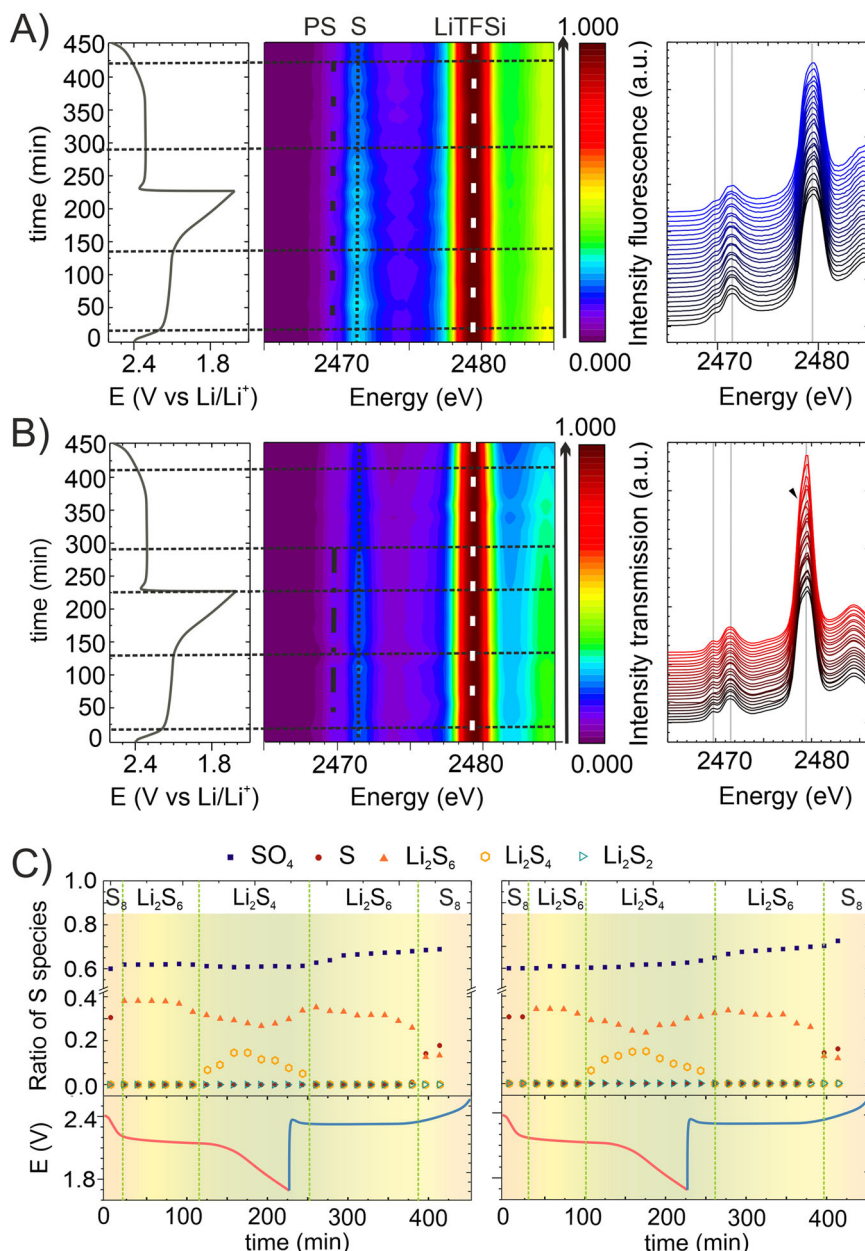 A)
PS S LiTFSi
1.000
450
400
350
300
250
200
150
100
50
0
time (min)
2.4 1.8
E (V vs Li/Li⁺)
2470 2480
Energy (eV)
0.000
Intensity fluorescence (a.u.)
2470 2485
Energy (eV)
B)
1.000
450
400
350
300
250
200
150
100
50
0
time (min)
2.4 1.8
E (V vs Li/Li⁺)
2470 2480
Energy (eV)
0.000
Intensity transmission (a.u.)
2470 2485
Energy (eV)
C)
SO₄ S Li₂S₆ Li₂S₄ Li₂S₂
1.0
0.8
0.6
0.4
0.2
0.0
Ratio of S species
S₈ Li₂S₆ Li₂S₄ Li₂S₆ S₈
S₈ Li₂S₆ Li₂S₄ Li₂S₆ S₈
2.4
1.8
E (V)
0 100 200 300 400
time (min)
0 100 200 300 400
time (min)